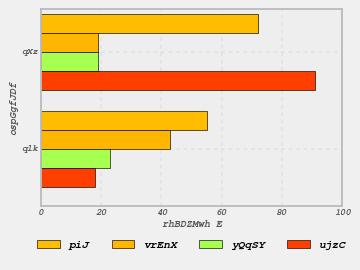 qXz
qlk
ospGgfJDf
0 20 40 60 80 100
rhBDZMwh E
piJ vrEnX yQqSY ujzC